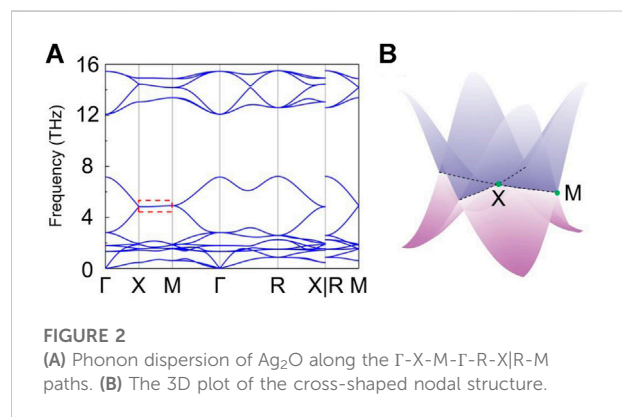 A
B
16
12
8
4
0
Frequency (THz)
Γ X M Γ R X|R M
X
M
FIGURE 2
(A) Phonon dispersion of Ag₂O along the Γ-X-M-Γ-R-X|R-M
paths. (B) The 3D plot of the cross-shaped nodal structure.